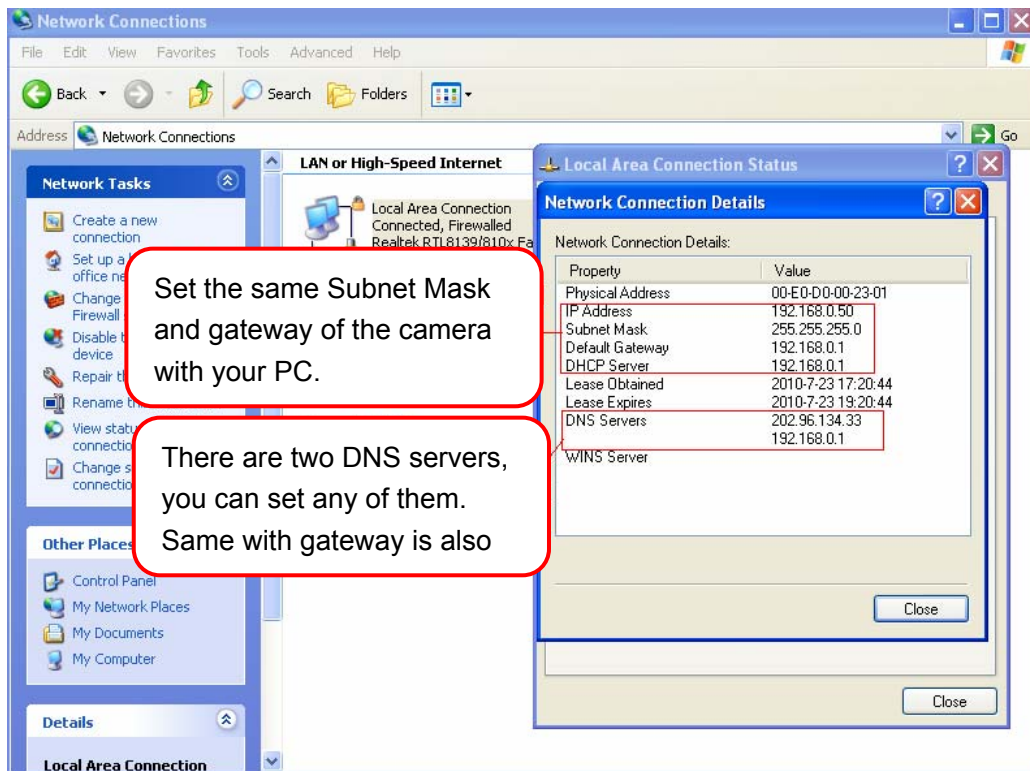 Network Connections
File Edit View Favorites Tools Advanced Help
Back Search Folders
Address Network Connections Go
Network Tasks
Create a new
connection
Set up a
office
Change
Firewall
Disable
device
Repair
Rename
View
Change
Other Places
Control Panel
My Network Places
My Documents
My Computer
Details
Local Area Connection
LAN or High-Speed Internet
Local Area Connection
Connected, Firewalled
Realtek RTL8139/810x Fa
Set the same Subnet Mask
and gateway of the camera
with your PC.
There are two DNS servers,
you can set any of them.
Same with gateway is also
Local Area Connection Status
Network Connection Details
Network Connection Details:
Property Value
Physical Address 00-E0-D0-00-23-01
IP Address 192.168.0.50
Subnet Mask 255.255.255.0
Default Gateway 192.168.0.1
DHCP Server 192.168.0.1
Lease Obtained 2010-7-23 17:20:44
Lease Expires 2010-7-23 19:20:44
DNS Servers 202.96.134.33
192.168.0.1
WINS Server
Close
Close